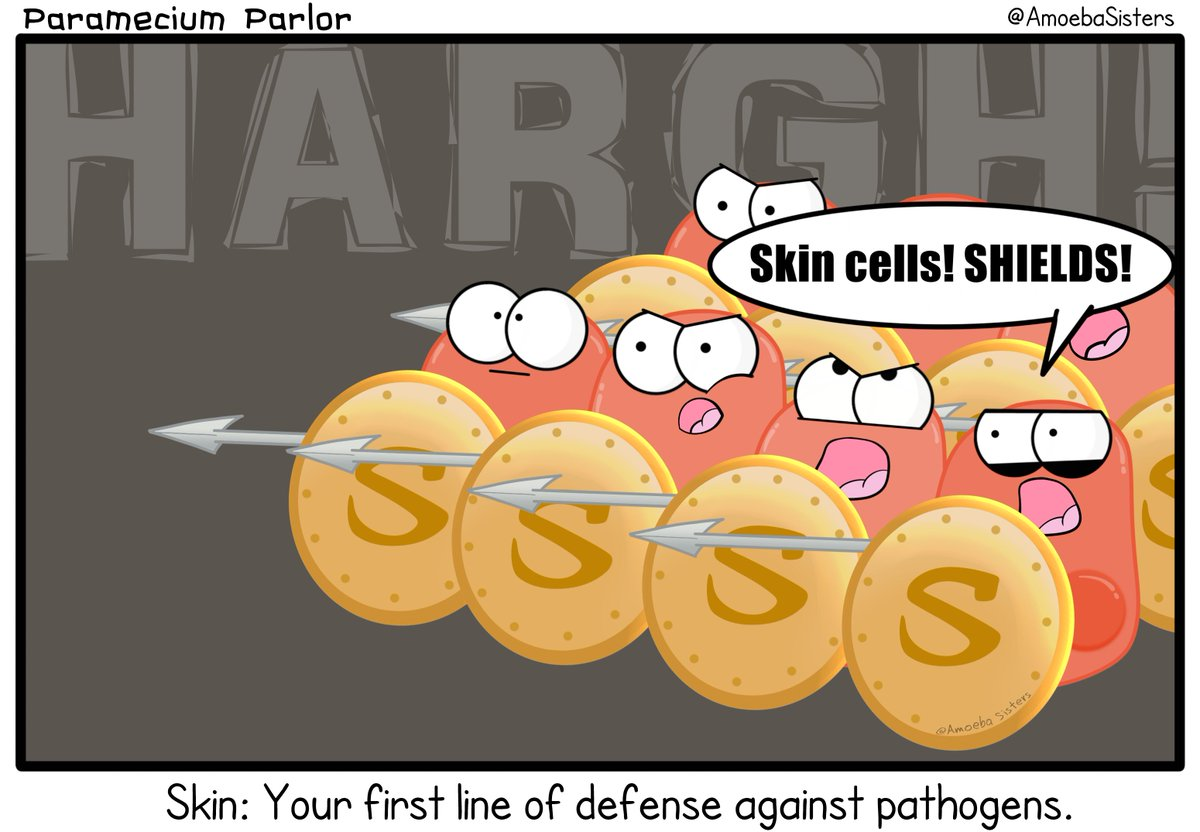 Paramecium Parlor
@AmoebaSisters
HARGH!
Skin cells! SHIELDS!
S
S
S
S
S
@Amoeba Sisters
Skin: Your first line of defense against pathogens.